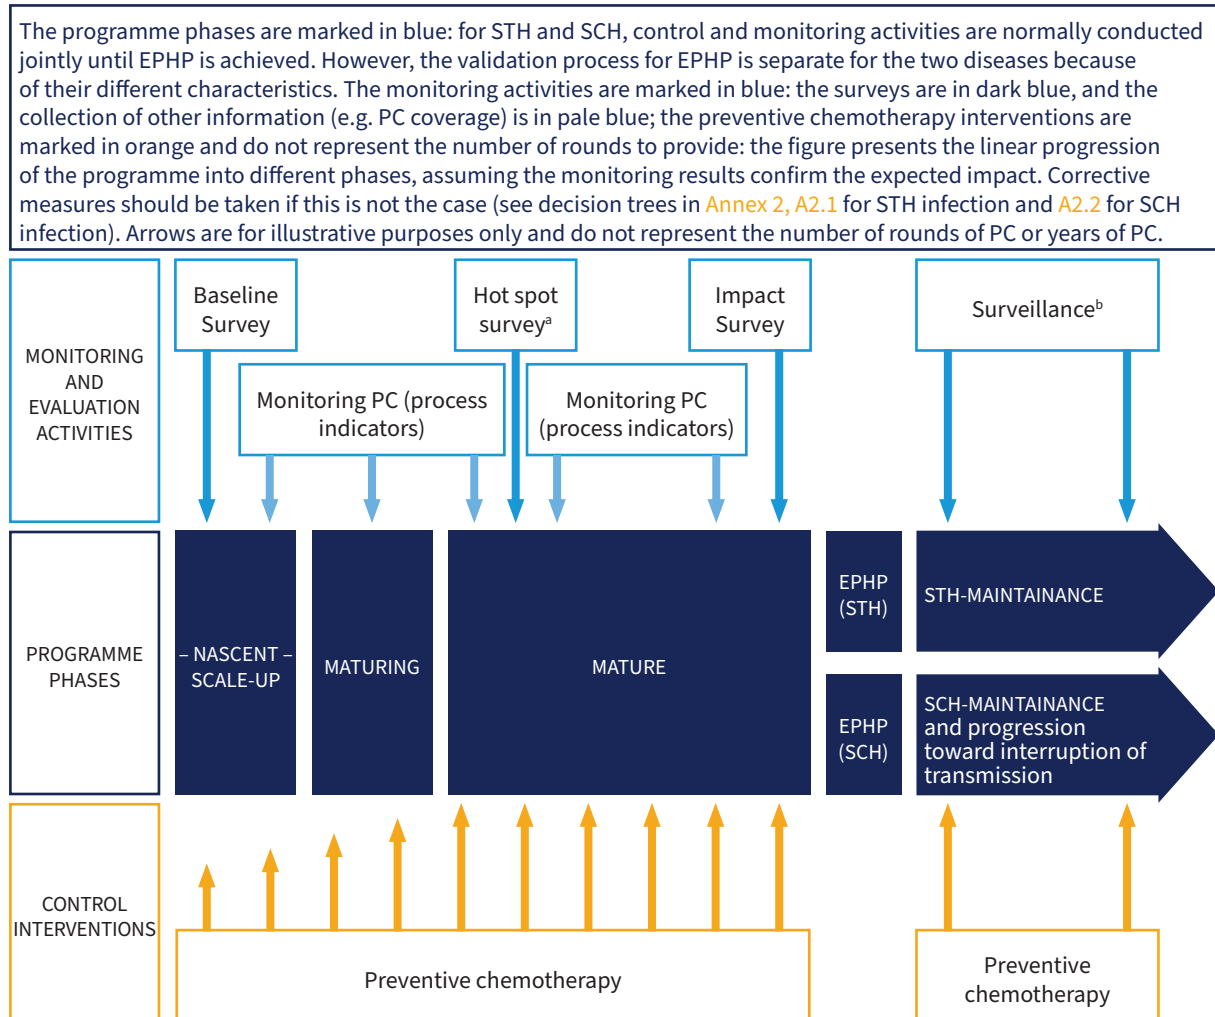 The programme phases are marked in blue: for STH and SCH, control and monitoring activities are normally conducted
jointly until EPHP is achieved. However, the validation process for EPHP is separate for the two diseases because
of their different characteristics. The monitoring activities are marked in blue: the surveys are in dark blue, and the
collection of other information (e.g. PC coverage) is in pale blue; the preventive chemotherapy interventions are
marked in orange and do not represent the number of rounds to provide: the figure presents the linear progression
of the programme into different phases, assuming the monitoring results confirm the expected impact. Corrective
measures should be taken if this is not the case (see decision trees in Annex 2, A2.1 for STH infection and A2.2 for SCH
infection). Arrows are for illustrative purposes only and do not represent the number of rounds of PC or years of PC.
MONITORING
AND
EVALUATION
ACTIVITIES
Baseline
Survey
Hot spot
surveyᵃ
Impact
Survey
Surveillanceᵇ
Monitoring PC (process
indicators)
Monitoring PC
(process indicators)
PROGRAMME
PHASES
– NASCENT –
SCALE-UP
MATURING
MATURE
EPHP
(STH)
STH-MAINTAINANCE
EPHP
(SCH)
SCH-MAINTAINANCE
and progression
toward interruption of
transmission
CONTROL
INTERVENTIONS
Preventive chemotherapy
Preventive
chemotherapy